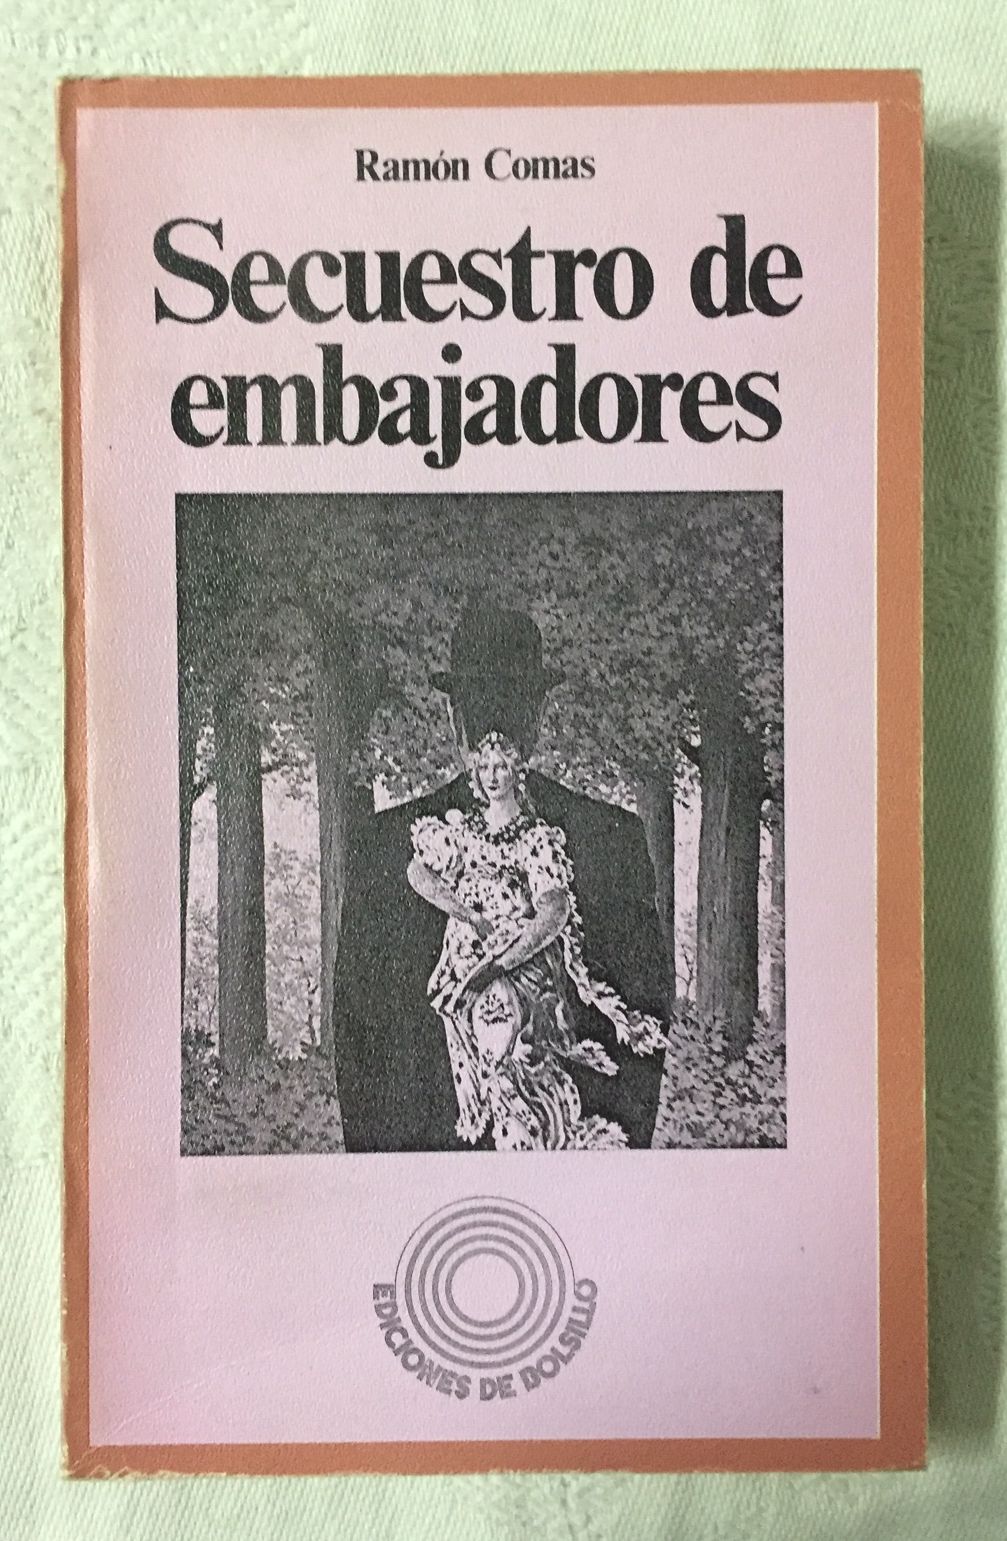 Ramón Comas
Secuestro de
embajadores
EDICIONES DE BOLSILLO